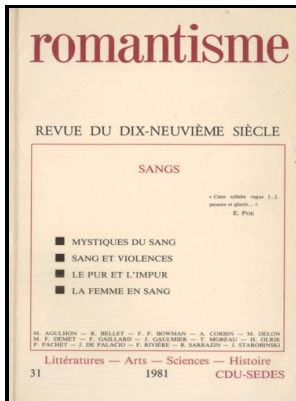 romantisme
REVUE DU DIX-NEUVIÈME SIÈCLE
SANGS
« Cette syllabe vague [...]
pesante et glacée... »
E. POE
■ MYSTIQUES DU SANG
■ SANG ET VIOLENCES
■ LE PUR ET L'IMPUR
■ LA FEMME EN SANG
M. AGULHON — R. BELLET — F. P. BOWMAN — A. CORBIN — M. DELON
M. F. DEMET — F. GAILLARD — J. GAULMIER — T. MOREAU — H. OLRIK
P. PACHET — J. DE PALACIO — F. RIVIÈRE — B. SARRAZIN — J. STAROBINSKI
Littératures — Arts — Sciences — Histoire
31 1981 CDU-SEDES